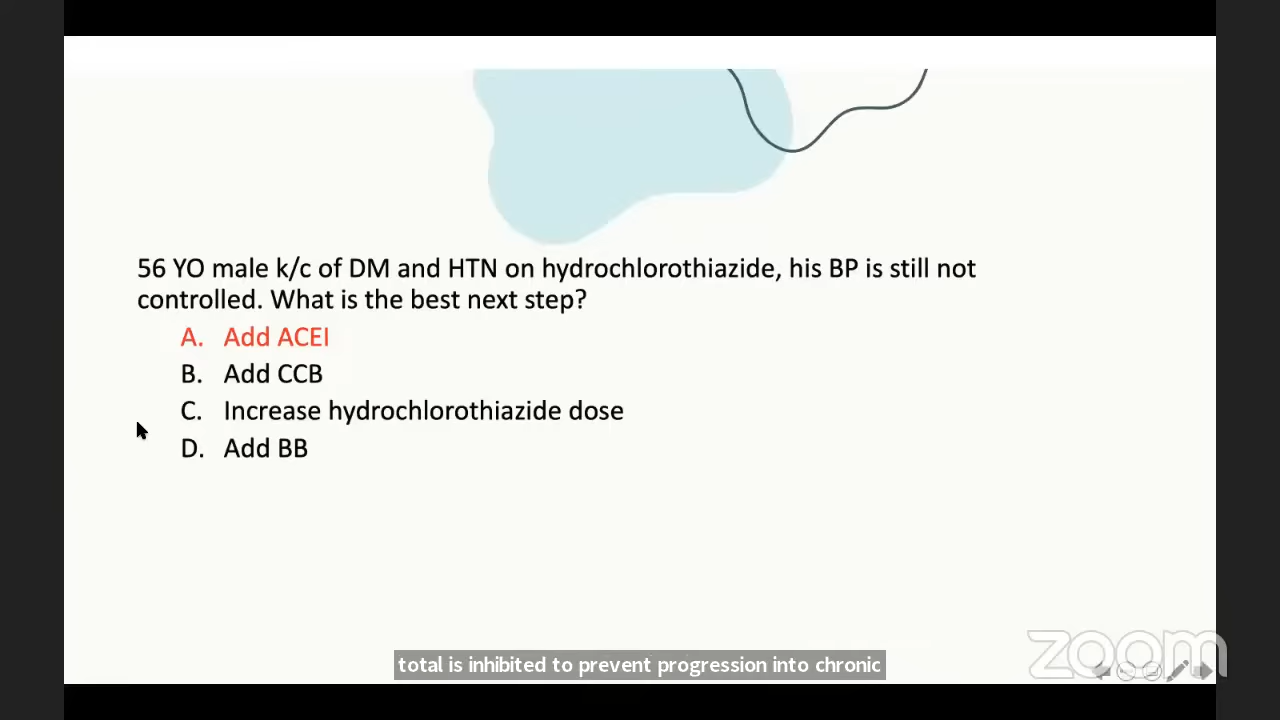 56 YO male k/c of DM and HTN on hydrochlorothiazide, his BP is still not
controlled. What is the best next step?
A. Add ACEI
B. Add CCB
C. Increase hydrochlorothiazide dose
D. Add BB
total is inhibited to prevent progression into chronic
zoom